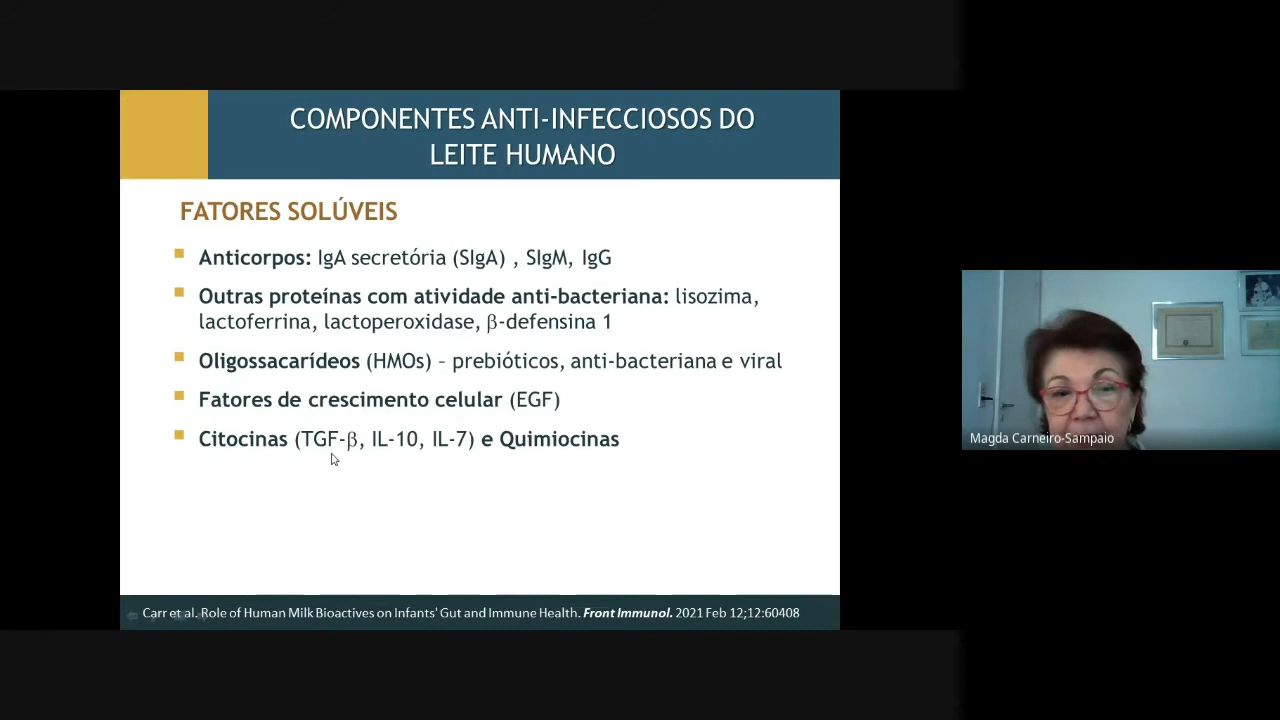 COMPONENTES ANTI-INFECCIOSOS DO
LEITE HUMANO
FATORES SOLÚVEIS
Anticorpos: IgA secretória (SIgA) , SIgM, IgG
Outras proteínas com atividade anti-bacteriana: lisozima,
lactoferrina, lactoperoxidase, β-defensina 1
Oligossacarídeos (HMOs) – prebióticos, anti-bacteriana e viral
Fatores de crescimento celular (EGF)
Citocinas (TGF-β, IL-10, IL-7) e Quimiocinas
Carr et al. Role of Human Milk Bioactives on Infants' Gut and Immune Health. Front Immunol. 2021 Feb 12;12:60408
Magda Carneiro-Sampaio